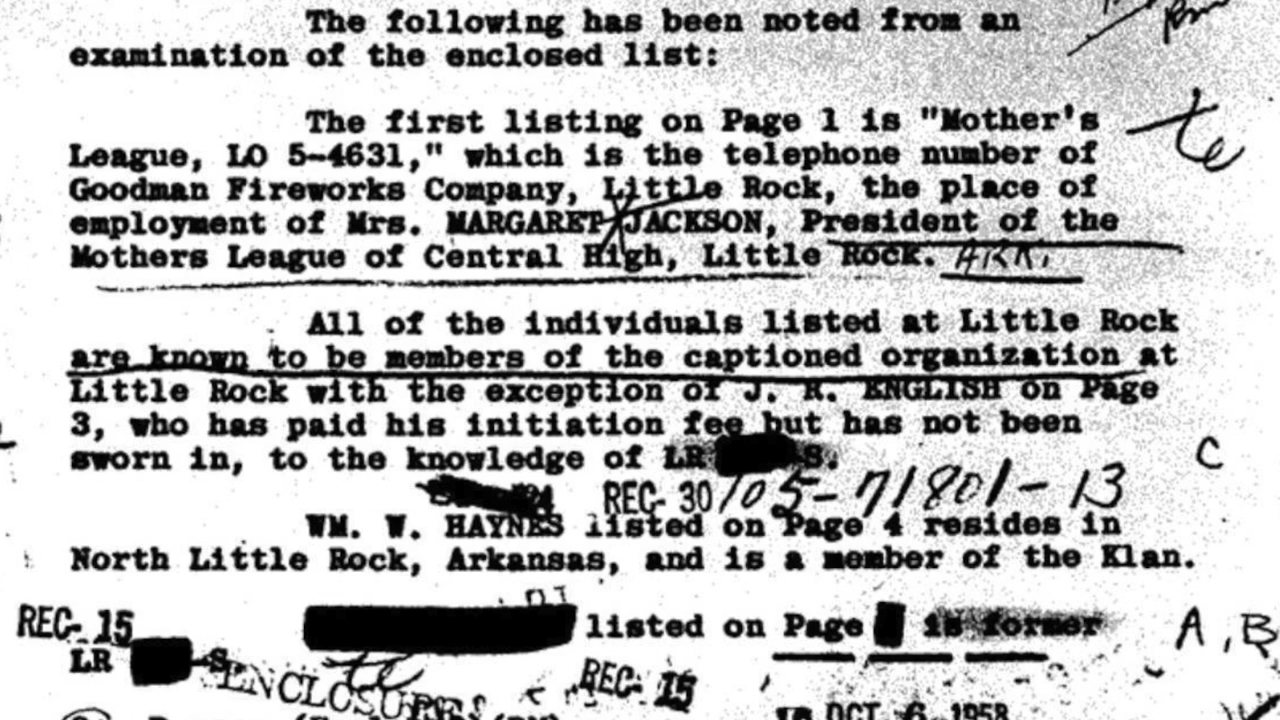 The following has been noted from an
examination of the enclosed list:
The first listing on Page 1 is "Mother's
League, LO 5-4631," which is the telephone number of
Goodman Fireworks Company, Little Rock, the place of
employment of Mrs. MARGARET JACKSON, President of the
Mothers League of Central High, Little Rock. ARK.
te
All of the individuals listed at Little Rock
are known to be members of the captioned organization at
Little Rock with the exception of J. R. ENGLISH on Page
3, who has paid his initiation fee but has not been
sworn in, to the knowledge of LR S.
C
REC- 30 105-71801-13
WM. W. HAYNES listed on Page 4 resides in
North Little Rock, Arkansas, and is a member of the Klan.
REC- 15 listed on Page is former A, B
LR -S.
te
ENCLOSURE
REC- 15
OCT 6 1958